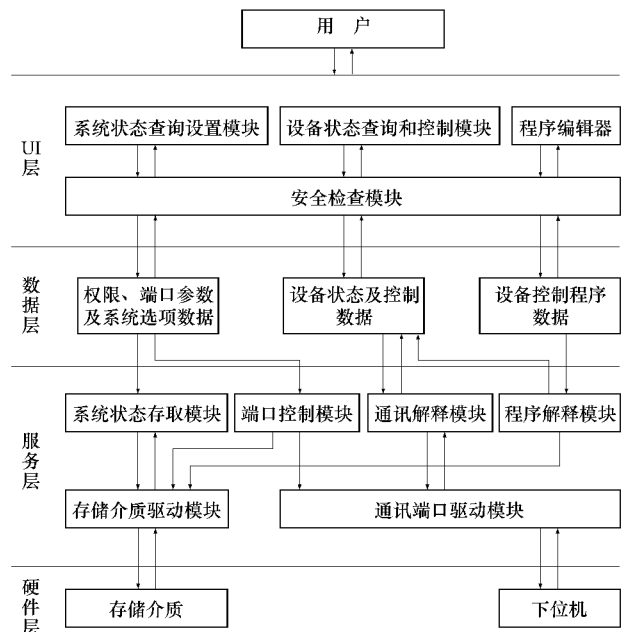 用 户
UI层
系统状态查询设置模块
设备状态查询和控制模块
程序编辑器
安全检查模块
数据层
权限、端口参数
及系统选项数据
设备状态及控制
数据
设备控制程序
数据
服务层
系统状态存取模块
端口控制模块
通讯解释模块
程序解释模块
存储介质驱动模块
通讯端口驱动模块
硬件层
存储介质
下位机